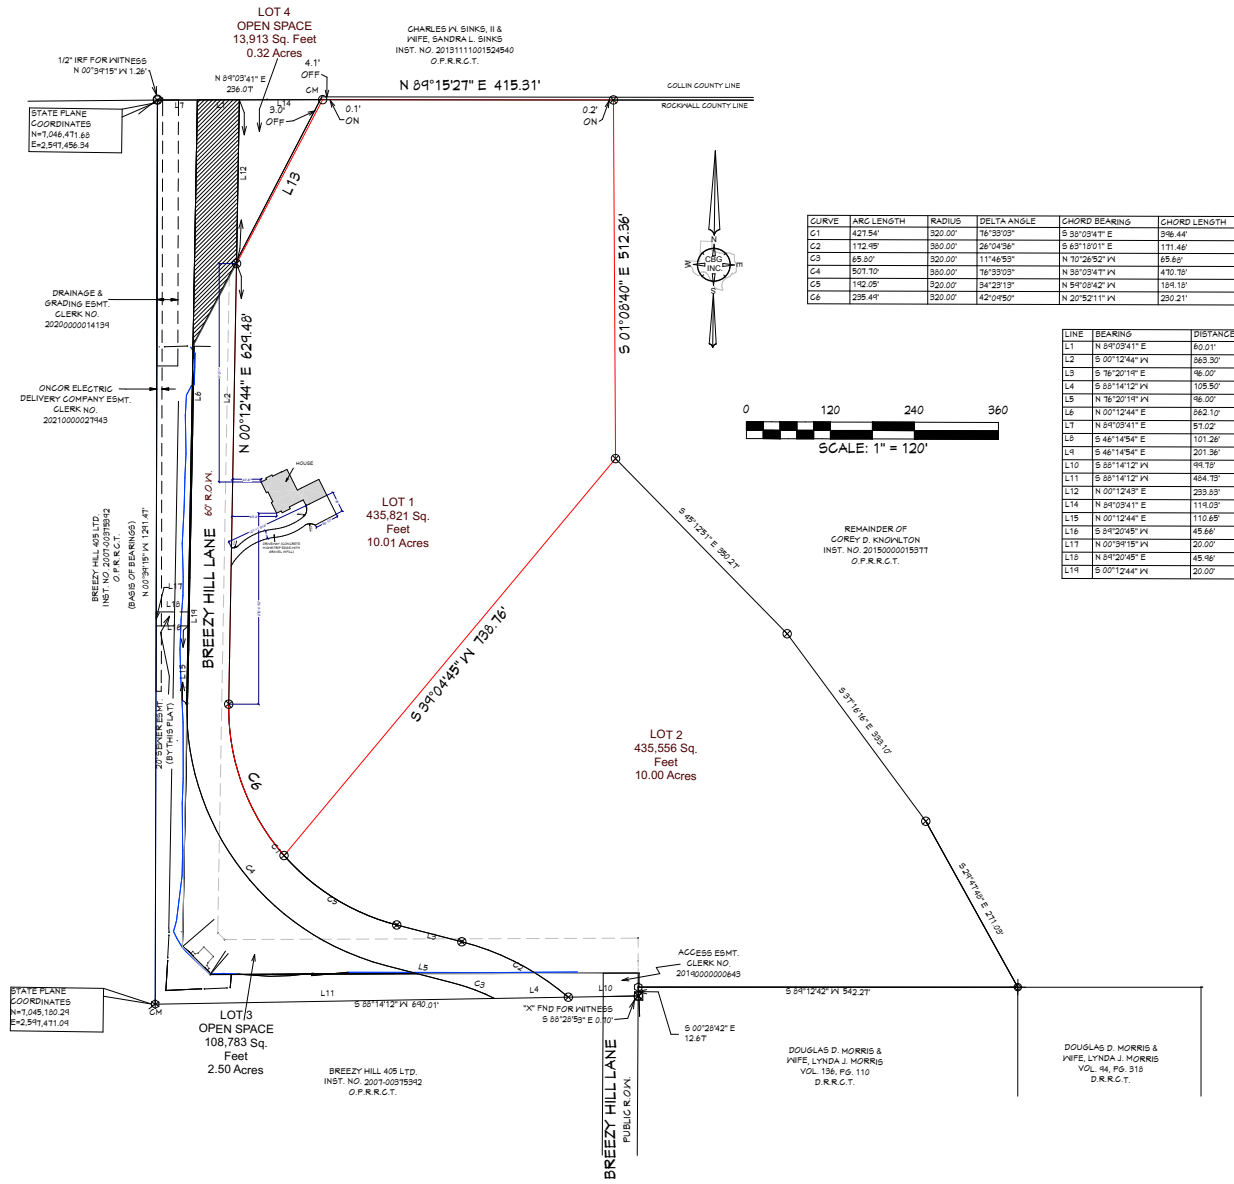 LOT 4
OPEN SPACE
13,913 Sq. Feet
0.32 Acres
CHARLES W. SINKS, II &
WIFE, SANDRA L. SINKS
INST. NO. 20131111001524540
O.P.R.R.C.T.
1/2" IRF FOR WITNESS
N 00°39'15" W 1.26'
N 89°03'41" E
236.07'
4.1'
OFF
CM
N 89°15'27" E 415.31'
COLLIN COUNTY LINE
ROCKWALL COUNTY LINE
L7
L1
L14
3.0'
OFF
0.1'
ON
0.2'
ON
STATE PLANE
COORDINATES
N=7,046,471.68
E=2,597,456.34
L12
L13
S 01°08'40" E 512.36'
N
W
E
S
CBG
INC.
CURVE ARC LENGTH RADIUS DELTA ANGLE CHORD BEARING CHORD LENGTH
C1 427.54' 320.00' 76°33'03" S 38°03'47" E 396.44'
C2 172.95' 380.00' 26°04'36" S 63°18'01" E 171.46'
C3 65.80' 320.00' 11°46'53" N 70°26'52" W 65.68'
C4 507.70' 380.00' 76°33'03" N 38°03'47" W 470.78'
C5 192.05' 320.00' 34°23'13" N 59°08'42" W 189.18'
C6 235.49' 320.00' 42°09'50" N 20°52'11" W 230.21'
LINE BEARING DISTANCE
L1 N 89°03'41" E 60.01'
L2 S 00°12'44" W 863.30'
L3 S 76°20'19" E 96.00'
L4 S 88°14'12" W 105.50'
L5 N 76°20'19" W 96.00'
L6 N 00°12'44" E 862.10'
L7 N 89°03'41" E 57.02'
L8 S 46°14'54" E 101.26'
L9 S 46°14'54" E 201.36'
L10 S 88°14'12" W 99.78'
L11 S 88°14'12" W 484.73'
L12 N 00°12'43" E 233.83'
L14 N 89°03'41" E 119.03'
L15 N 00°12'44" E 110.65'
L16 S 89°20'45" W 45.66'
L17 N 00°39'15" W 20.00'
L18 N 89°20'45" E 45.96'
L19 S 00°12'44" W 20.00'
DRAINAGE &
GRADING ESMT.
CLERK NO.
20200000014139
ONCOR ELECTRIC
DELIVERY COMPANY ESMT.
CLERK NO.
20210000027943
L6
L2
N 00°12'44" E 629.48'
0 120 240 360
SCALE: 1" = 120'
HOUSE
LOT 1
435,821 Sq.
Feet
10.01 Acres
BREEZY HILL LANE 60' R.O.W.
BREEZY HILL 405 LTD.
INST. NO. 2007-00375392
O.P.R.R.C.T.
(BASIS OF BEARINGS)
N 00°39'15" W 1291.47'
L17
L18
L16
L19
L15
20' SEWER ESMT.
(BY THIS PLAT)
S 45°12'51" E 350.27'
REMAINDER OF
COREY D. KNOWLTON
INST. NO. 20150000015377
O.P.R.R.C.T.
S 39°04'45" W 738.76'
S 37°16'16" E 333.10'
LOT 2
435,556 Sq.
Feet
10.00 Acres
C6
C1
C4
C5
S 29°47'48" E 271.03'
L3
C2
L5
C3
L4
L10
L11
S 88°14'12" W 690.01'
ACCESS ESMT.
CLERK NO.
20190000000643
S 89°12'42" W 542.27'
STATE PLANE
COORDINATES
N=7,045,180.29
E=2,597,471.09
CM
"X" FND FOR WITNESS
S 88°28'53" E 0.70'
S 00°28'42" E
12.67'
LOT 3
OPEN SPACE
108,783 Sq.
Feet
2.50 Acres
BREEZY HILL 405 LTD.
INST. NO. 2007-00375392
O.P.R.R.C.T.
BREEZY HILL LANE
PUBLIC R.O.W.
DOUGLAS D. MORRIS &
WIFE, LYNDA J. MORRIS
VOL. 136, PG. 110
D.R.R.C.T.
DOUGLAS D. MORRIS &
WIFE, LYNDA J. MORRIS
VOL. 94, PG. 318
D.R.R.C.T.